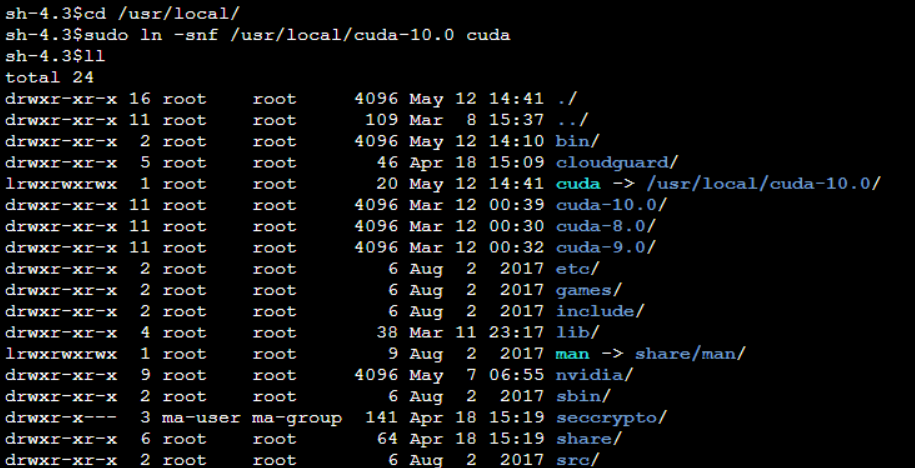 sh-4.3$cd /usr/local/
sh-4.3$sudo ln -snf /usr/local/cuda-10.0 cuda
sh-4.3$ll
total 24
drwxr-xr-x 16 root    root     4096 May 12 14:41 ./
drwxr-xr-x 11 root    root      109 Mar  8 15:37 ../
drwxr-xr-x  2 root    root     4096 May 12 14:10 bin/
drwxr-xr-x  5 root    root       46 Apr 18 15:09 cloudguard/
lrwxrwxrwx  1 root    root       20 May 12 14:41 cuda -> /usr/local/cuda-10.0/
drwxr-xr-x 11 root    root     4096 Mar 12 00:39 cuda-10.0/
drwxr-xr-x 11 root    root     4096 Mar 12 00:30 cuda-8.0/
drwxr-xr-x 11 root    root     4096 Mar 12 00:32 cuda-9.0/
drwxr-xr-x  2 root    root        6 Aug  2  2017 etc/
drwxr-xr-x  2 root    root        6 Aug  2  2017 games/
drwxr-xr-x  2 root    root        6 Aug  2  2017 include/
drwxr-xr-x  4 root    root       38 Mar 11 23:17 lib/
lrwxrwxrwx  1 root    root        9 Aug  2  2017 man -> share/man/
drwxr-xr-x  9 root    root     4096 May  7 06:55 nvidia/
drwxr-xr-x  2 root    root        6 Aug  2  2017 sbin/
drwxr-x---  3 ma-user ma-group  141 Apr 18 15:19 seccrypto/
drwxr-xr-x  6 root    root       64 Apr 18 15:19 share/
drwxr-xr-x  2 root    root        6 Aug  2  2017 src/